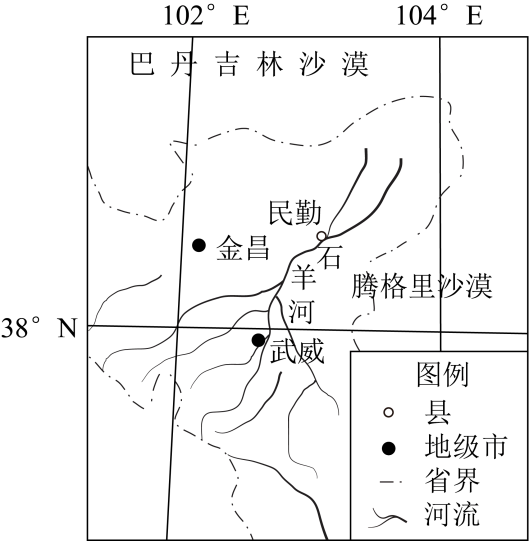 102° E 104° E
巴丹吉林沙漠
民勤
金昌
石
羊
河
腾格里沙漠
38° N
武威
图例
县
地级市
省界
河流